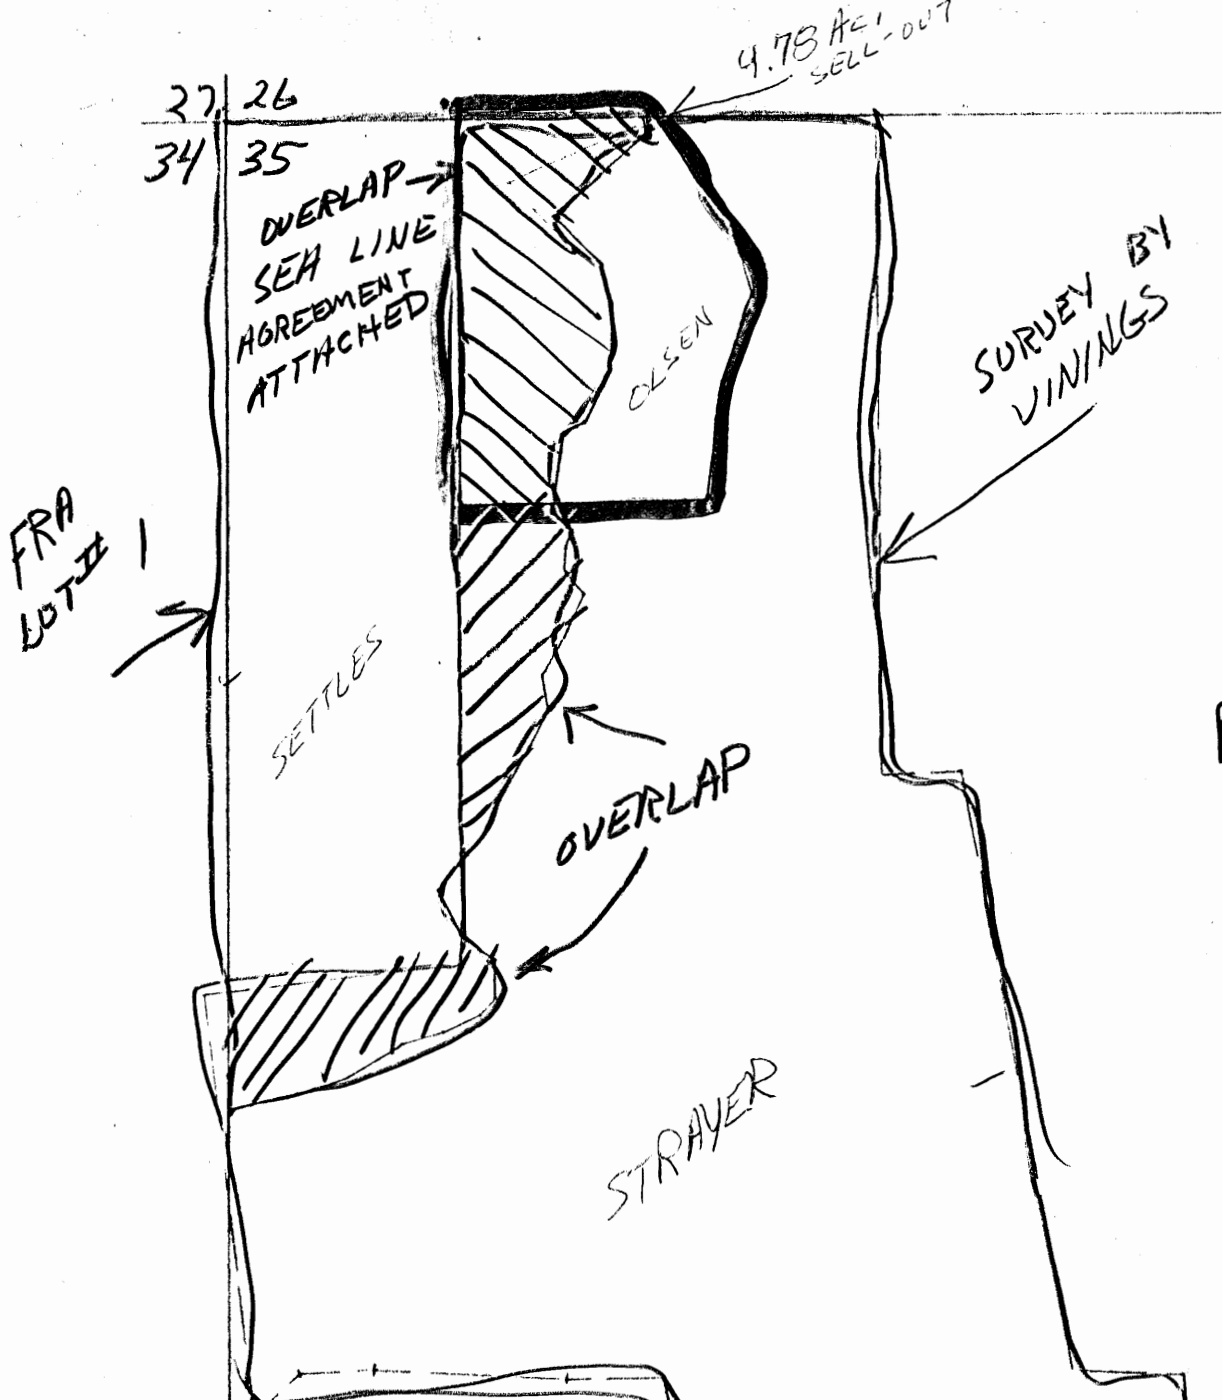 4.78 AC,
SELL-OUT
27 26
34 35
OVERLAP
SEA LINE
AGREEMENT
ATTACHED
SURVEY BY
VININGS
OLSEN
FRA
LOT # 1
SETTLES
OVERLAP
STRAYER